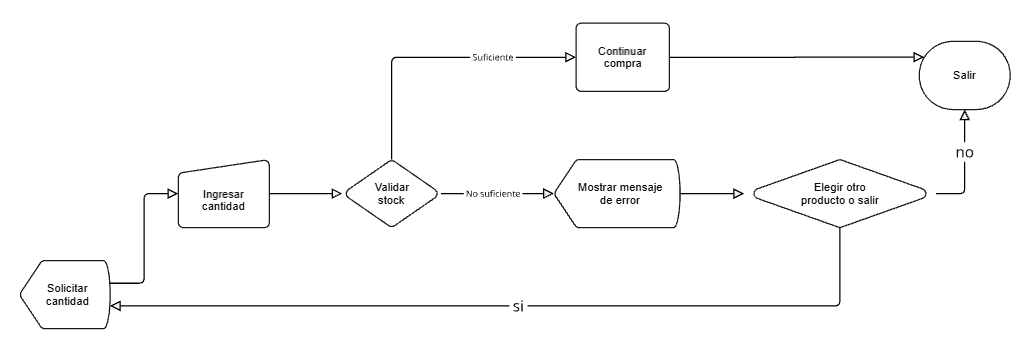 Suficiente
Continuar
compra
Salir
no
Ingresar
cantidad
Validar
stock
No suficiente
Mostrar mensaje
de error
Elegir otro
producto o salir
Solicitar
cantidad
si